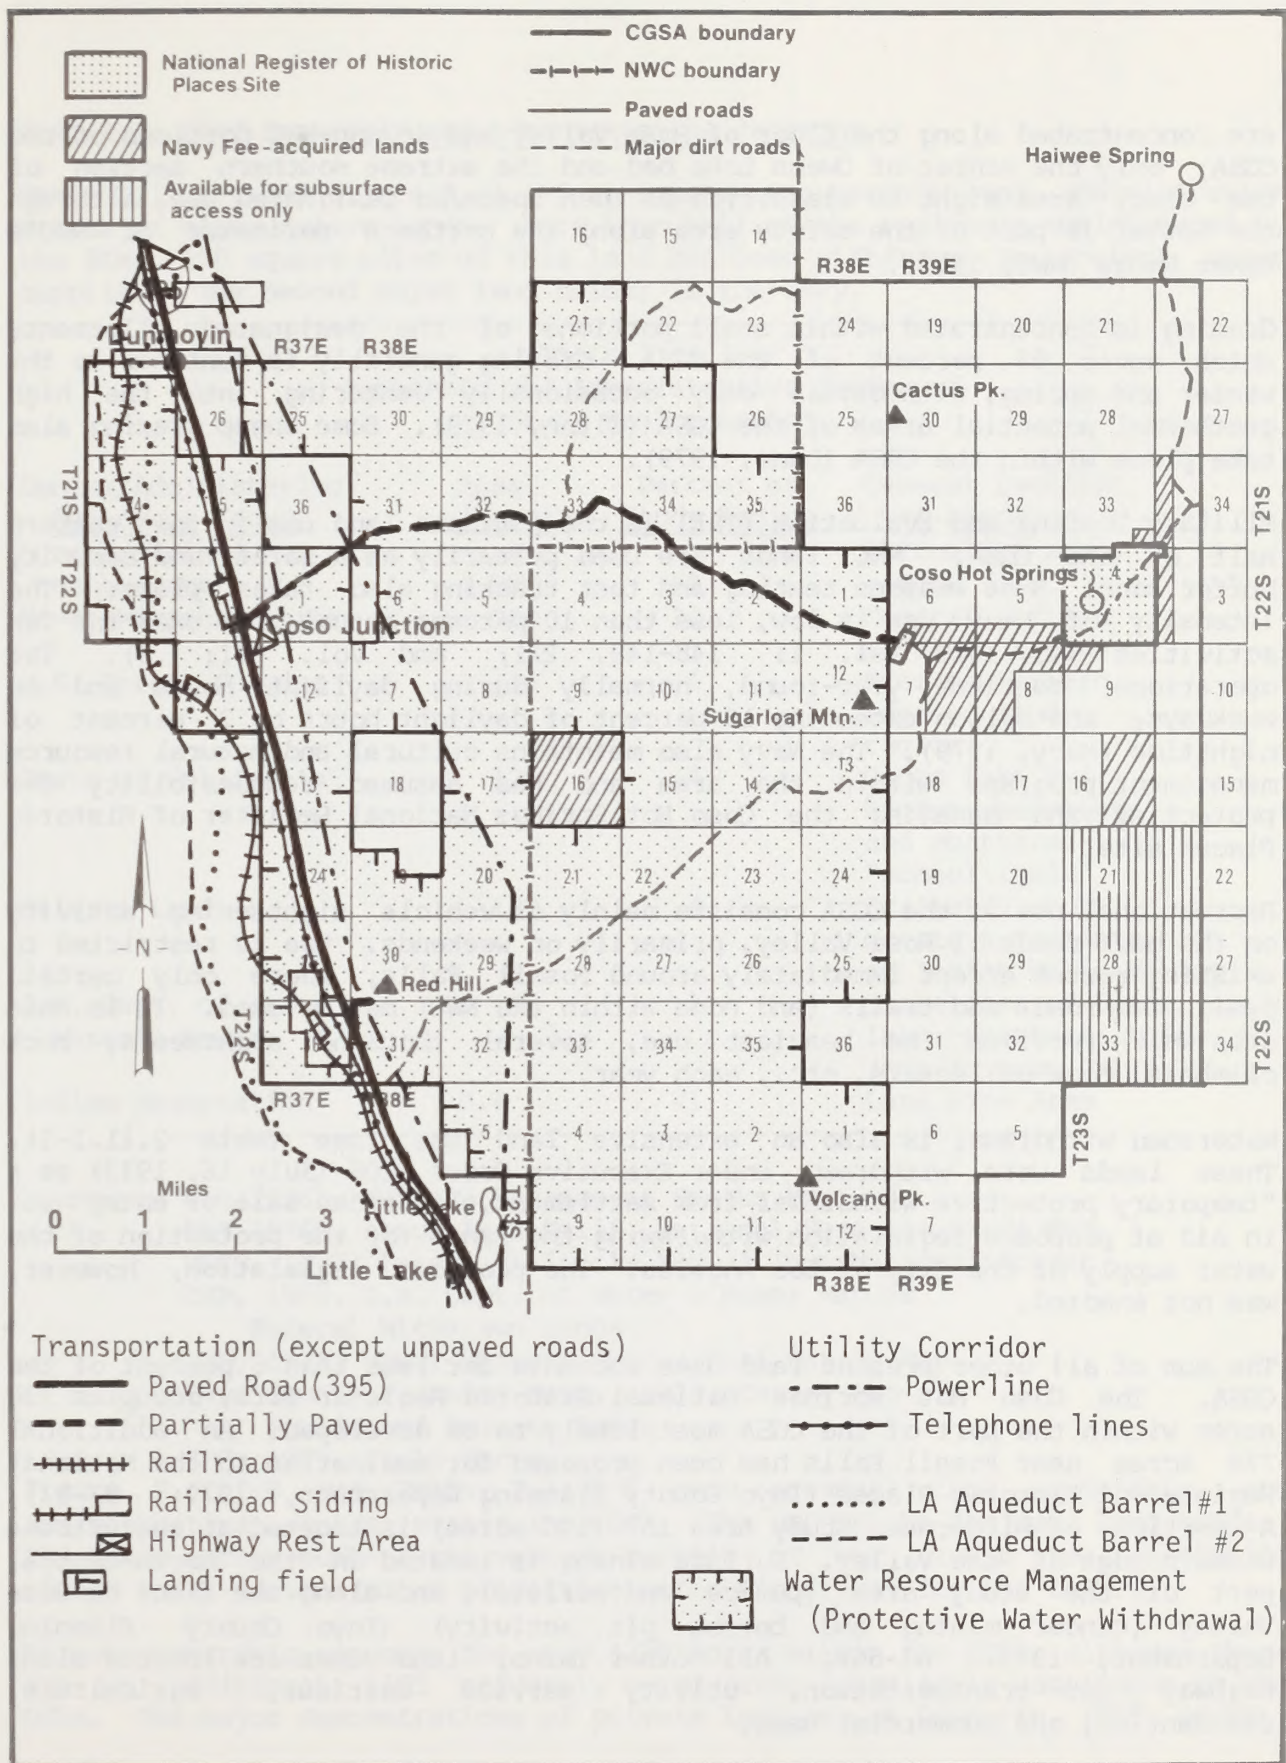 National Register of Historic
Places Site
Navy Fee-acquired lands
Available for subsurface
access only
CGSA boundary
NWC boundary
Paved roads
Major dirt roads
Haiwee Spring
16 15 14
R38E R39E
395
21 22 23 24 19 20 21 22
Dunmovin
R37E R38E
Cactus Pk.
26 25 30 29 28 27 26 25 30 29 28 27
T21S
36 31 32 33 34 35 36 31 32 33 34
T21S
T22S
Coso Hot Springs
4
T22S
1 6 5 4 3 2 1 6 5 3
Coso Junction
12 7 8 9 10 11 12 7 8 9 10
Sugarloaf Mtn.
13 18 17 16 15 14 13 18 17 16 15
24 19 20 21 22 23 24 19 20 21 22
N
25 30 29 28 27 26 25 30 29 28 27
Red Hill
T22S
36 31 32 33 34 35 36 31 32 33 34
T22S
R37E R38E
5 4 3 2 1 6 5
T23S
Miles
Volcano Pk.
0 1 2 3
Little Lake
T23S
9 10 11 12 7
Little Lake
R38E R39E
Transportation (except unpaved roads)
Paved Road(395)
Partially Paved
Railroad
Railroad Siding
Highway Rest Area
Landing field
Utility Corridor
Powerline
Telephone lines
LA Aqueduct Barrel#1
LA Aqueduct Barrel #2
Water Resource Management
(Protective Water Withdrawal)